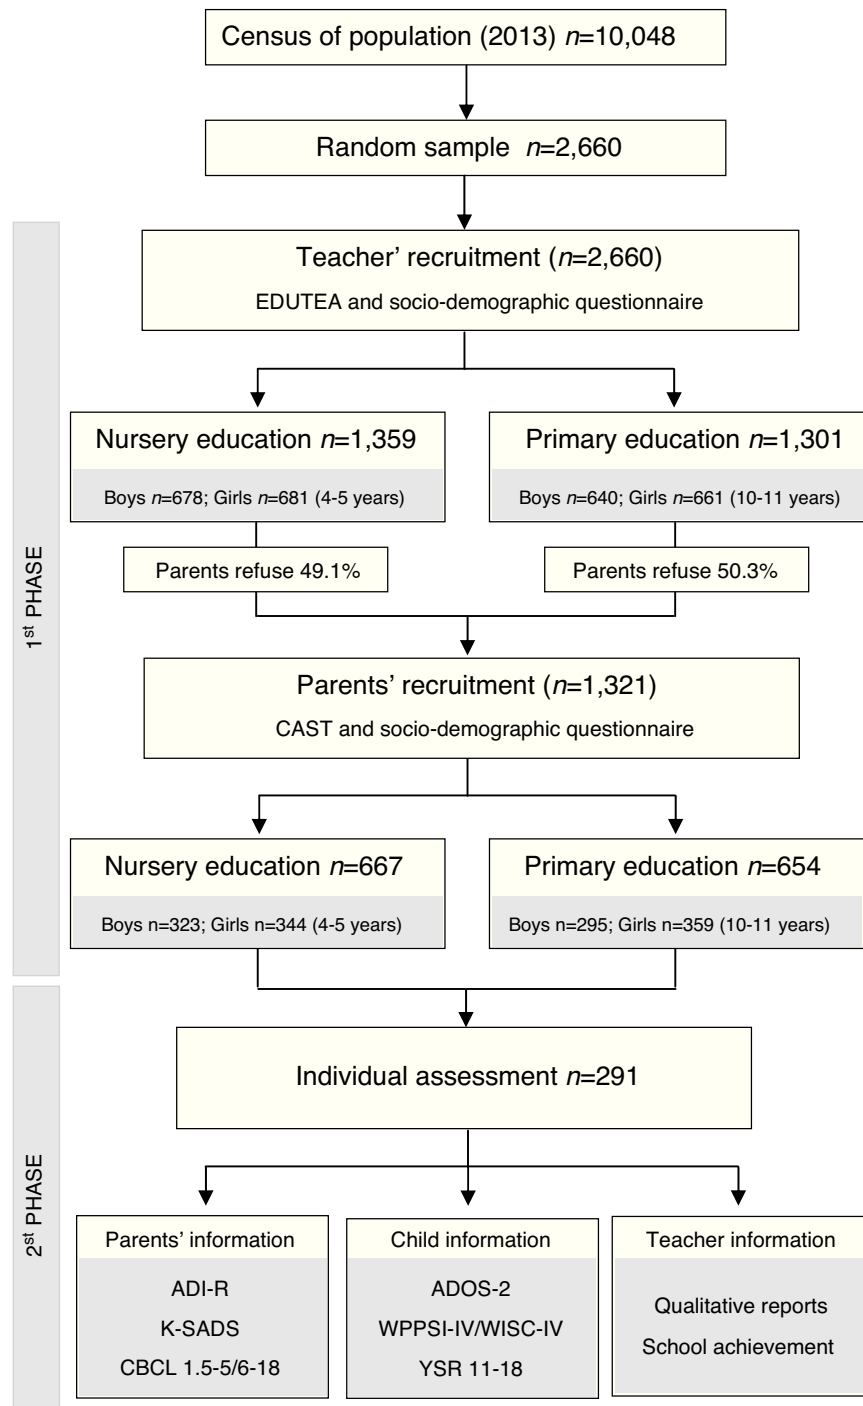 Census of population (2013) n=10,048
Random sample n=2,660
1st PHASE
Teacher’ recruitment (n=2,660)
EDUTEA and socio-demographic questionnaire
Nursery education n=1,359
Boys n=678; Girls n=681 (4-5 years)
Primary education n=1,301
Boys n=640; Girls n=661 (10-11 years)
Parents refuse 49.1%
Parents refuse 50.3%
Parents’ recruitment (n=1,321)
CAST and socio-demographic questionnaire
Nursery education n=667
Boys n=323; Girls n=344 (4-5 years)
Primary education n=654
Boys n=295; Girls n=359 (10-11 years)
2st PHASE
Individual assessment n=291
Parents’ information
ADI-R
K-SADS
CBCL 1.5-5/6-18
Child information
ADOS-2
WPPSI-IV/WISC-IV
YSR 11-18
Teacher information
Qualitative reports
School achievement